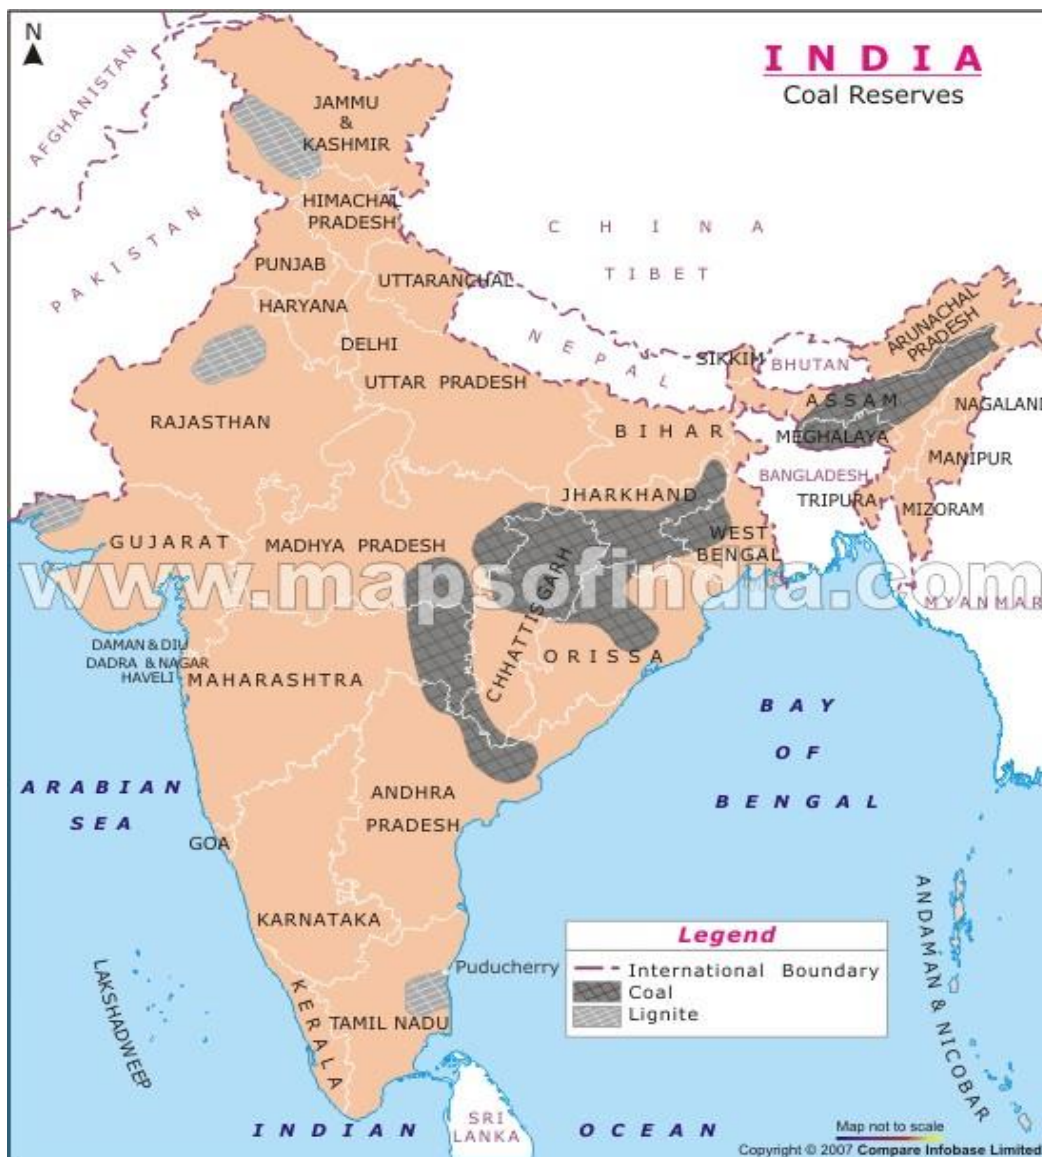 N
INDIA
Coal Reserves
AFGHANISTAN
JAMMU
&
KASHMIR
PAKISTAN
HIMACHAL
PRADESH
CHINA
TIBET
PUNJAB
UTTARANCHAL
HARYANA
DELHI
NEPAL
SIKKIM
BHUTAN
ARUNACHAL
PRADESH
UTTAR PRADESH
ASSAM
NAGALAND
RAJASTHAN
BIHAR
MEGHALAYA
MANIPUR
BANGLADESH
JHARKHAND
TRIPURA
MIZORAM
GUJARAT
MADHYA PRADESH
WEST
BENGAL
www.mapsofindia.com
MYANMAR
CHHATTISGARH
DAMAN & DIU
DADRA & NAGAR
HAVELI
MAHARASHTRA
ORISSA
BAY
OF
BENGAL
ARABIAN
SEA
ANDHRA
PRADESH
GOA
KARNATAKA
ANDAMAN & NICOBAR
Legend
International Boundary
Coal
Lignite
Puducherry
LAKSHADWEEP
KERALA
TAMIL NADU
SRI
LANKA
INDIAN OCEAN
Map not to scale
Copyright © 2007 Compare Infobase Limited